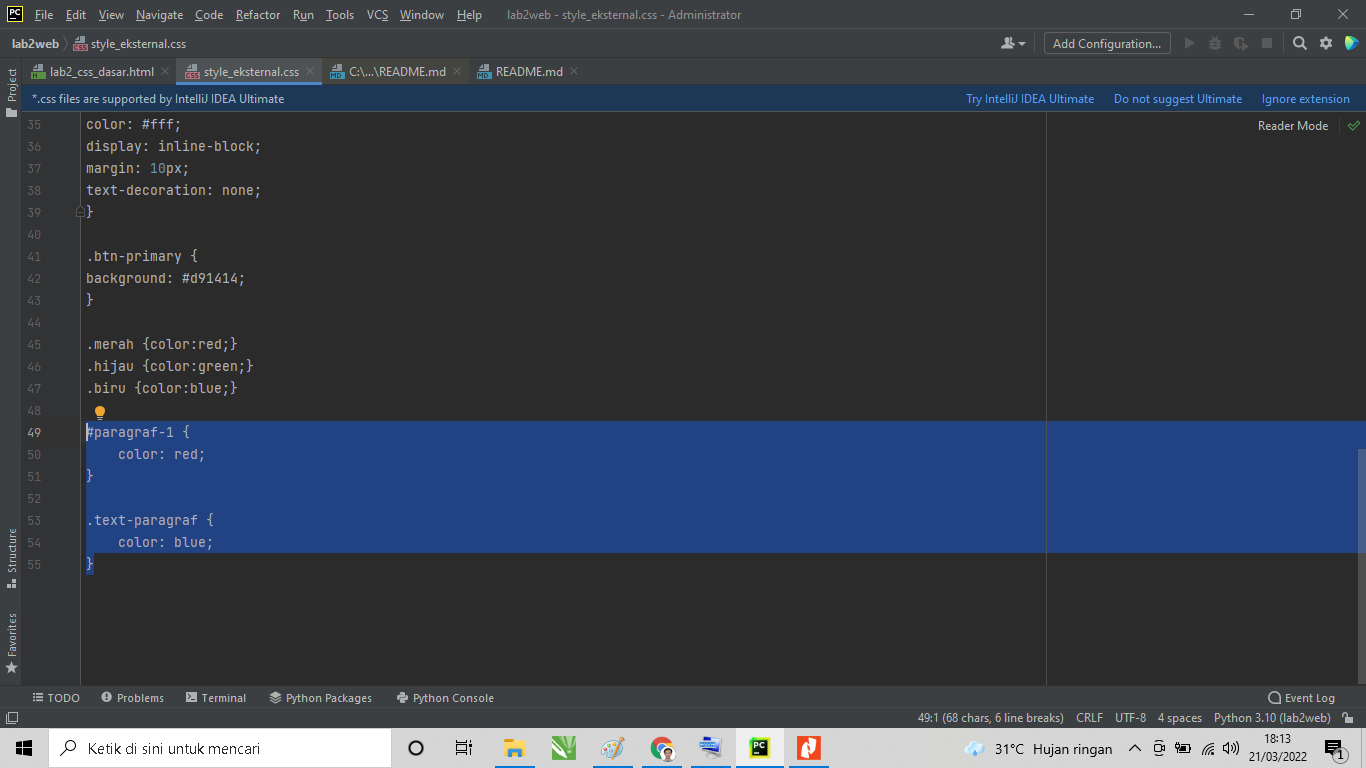 PC File Edit View Navigate Code Refactor Run Tools VCS Window Help lab2web - style_eksternal.css - Administrator
lab2web style_eksternal.css Add Configuration...
lab2_css_dasar.html style_eksternal.css C:\...\README.md README.md
*.css files are supported by IntelliJ IDEA Ultimate Try IntelliJ IDEA Ultimate Do not suggest Ultimate Ignore extension
Project
Structure
Favorites
Reader Mode
35 color: #fff;
36 display: inline-block;
37 margin: 10px;
38 text-decoration: none;
39 }
40
41 .btn-primary {
42 background: #d91414;
43 }
44
45 .merah {color:red;}
46 .hijau {color:green;}
47 .biru {color:blue;}
48
49 #paragraf-1 {
50 color: red;
51 }
52
53 .text-paragraf {
54 color: blue;
55 }
TODO Problems Terminal Python Packages Python Console Event Log
49:1 (68 chars, 6 line breaks) CRLF UTF-8 4 spaces Python 3.10 (lab2web)
Ketik di sini untuk mencari PC 31°C Hujan ringan 18:13
21/03/2022 1